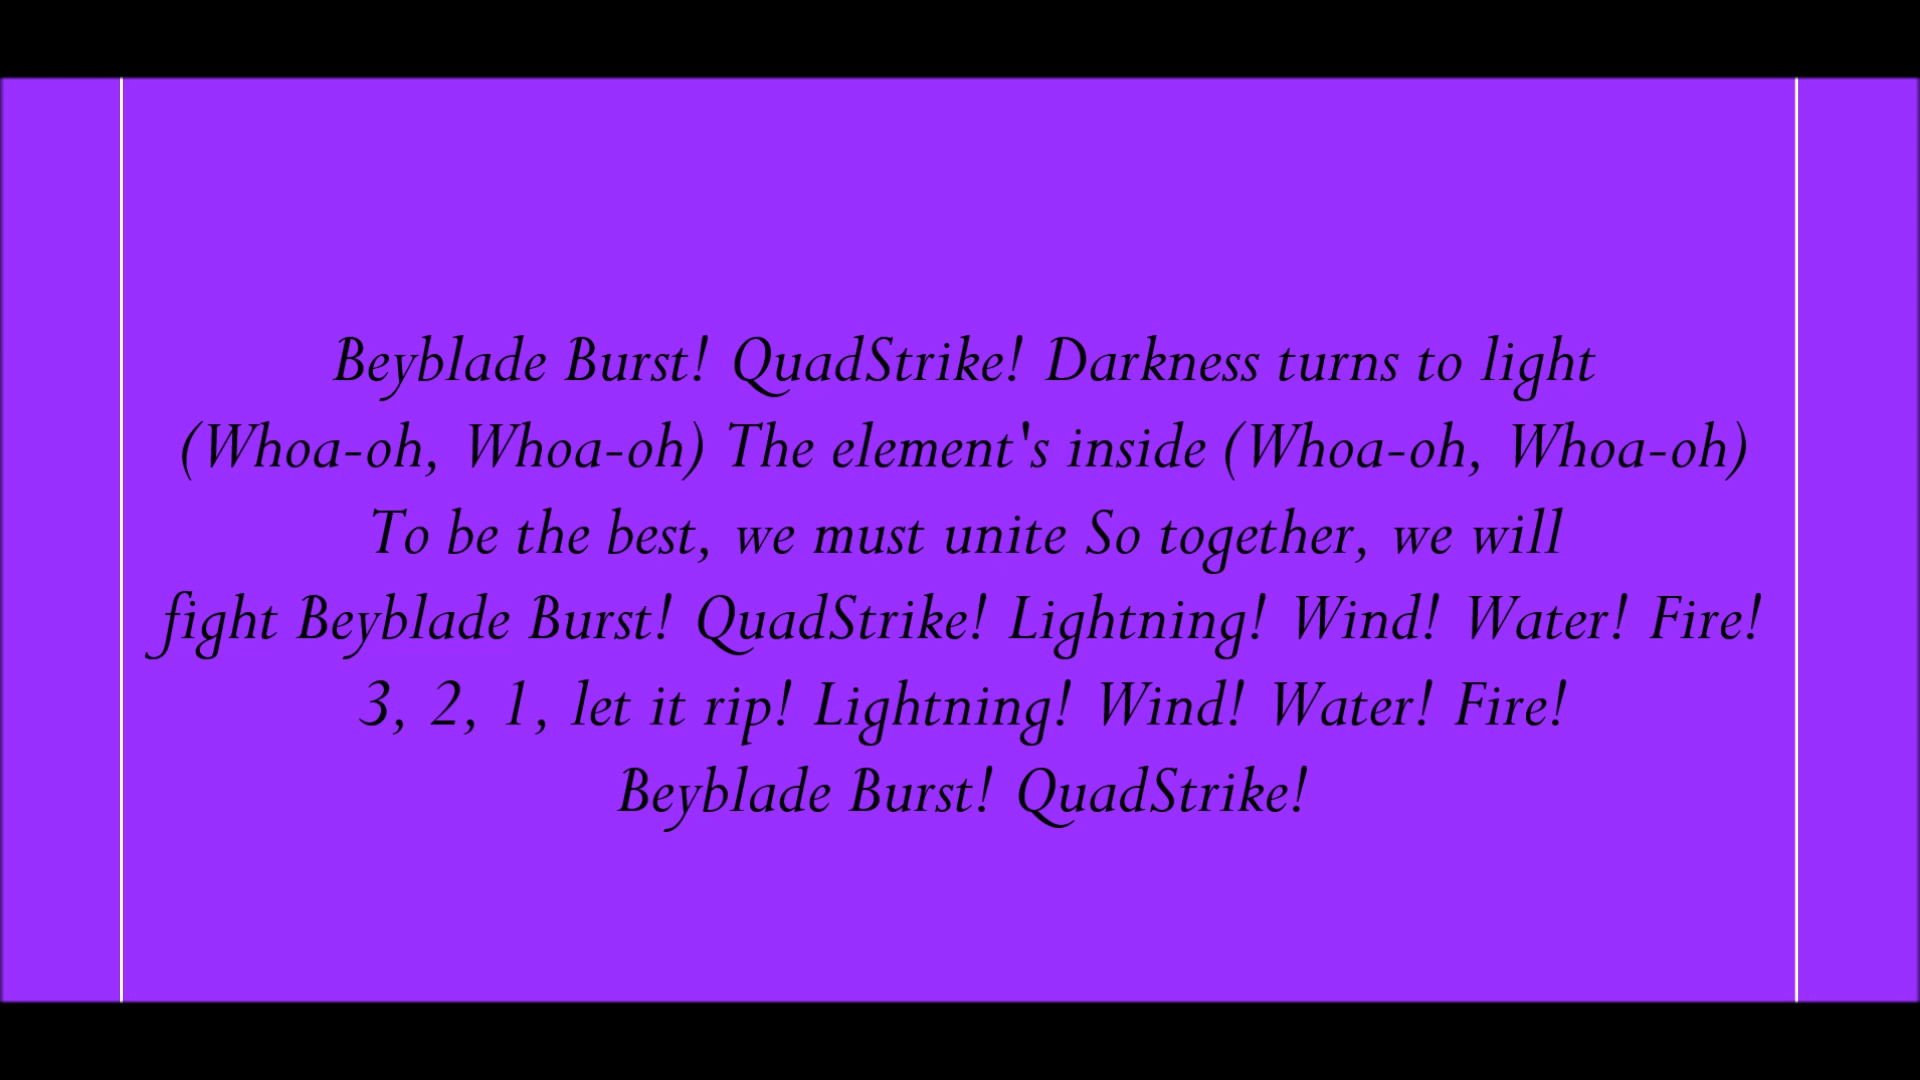 Beyblade Burst! QuadStrike! Darkness turns to light
(Whoa-oh, Whoa-oh) The element's inside (Whoa-oh, Whoa-oh)
To be the best, we must unite So together, we will
fight Beyblade Burst! QuadStrike! Lightning! Wind! Water! Fire!
3, 2, 1, let it rip! Lightning! Wind! Water! Fire!
Beyblade Burst! QuadStrike!